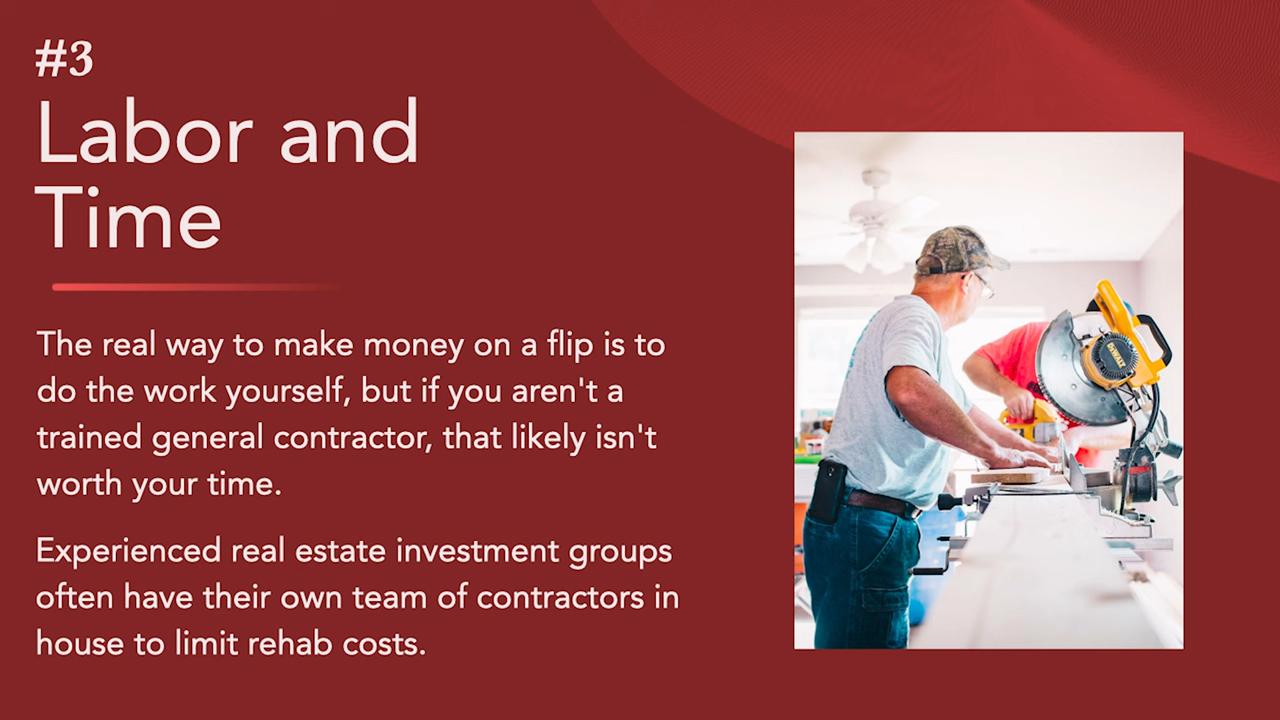 #3
Labor and
Time
The real way to make money on a flip is to
do the work yourself, but if you aren't a
trained general contractor, that likely isn't
worth your time.
Experienced real estate investment groups
often have their own team of contractors in
house to limit rehab costs.
DEWALT